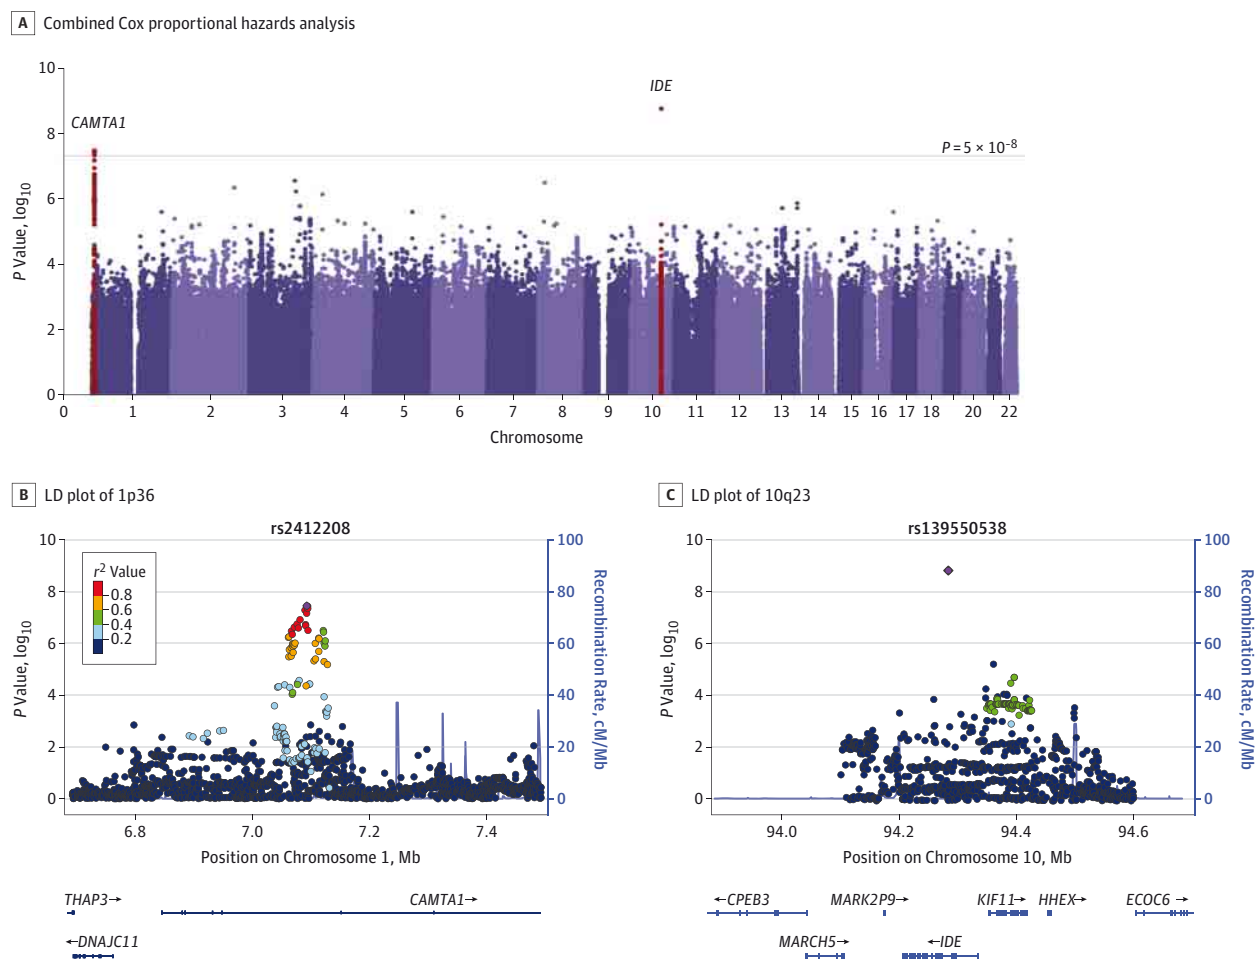 A Combined Cox proportional hazards analysis
10
8
6
4
2
0
P Value, log10
CAMTA1
IDE
P = 5 × 10-8
0 1 2 3 4 5 6 7 8 9 10 11 12 13 14 15 16 17 18 20 22
Chromosome
B LD plot of 1p36
rs2412208
10
8
6
4
2
0
P Value, log10
r2 Value
0.8
0.6
0.4
0.2
100
80
60
40
20
0
Recombination Rate, cM/Mb
6.8 7.0 7.2 7.4
Position on Chromosome 1, Mb
THAP3→ CAMTA1→
←DNAJC11
C LD plot of 10q23
rs139550538
10
8
6
4
2
0
P Value, log10
100
80
60
40
20
0
Recombination Rate, cM/Mb
94.0 94.2 94.4 94.6
Position on Chromosome 10, Mb
←CPEB3 MARK2P9→ KIF11→ HHEX→ ECOC6→
MARCH5→ ←IDE